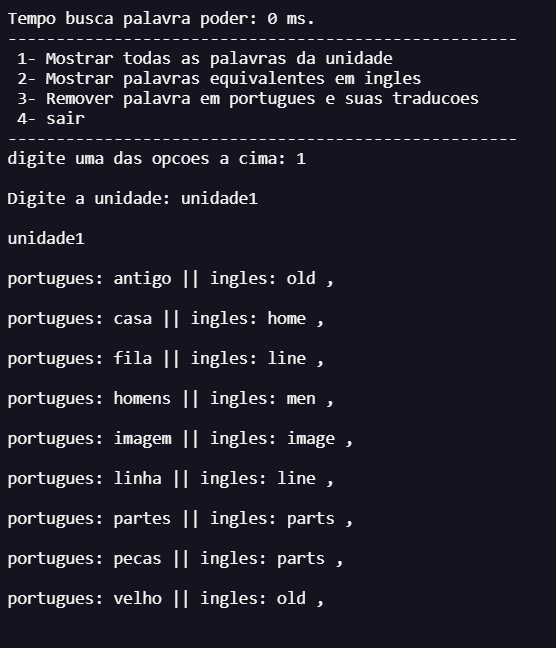 Tempo busca palavra poder: 0 ms.
-----------------------------------------------------
1- Mostrar todas as palavras da unidade
2- Mostrar palavras equivalentes em ingles
3- Remover palavra em portugues e suas traducoes
4- sair
-----------------------------------------------------
digite uma das opcoes a cima: 1
Digite a unidade: unidade1
unidade1
portugues: antigo || ingles: old ,
portugues: casa || ingles: home ,
portugues: fila || ingles: line ,
portugues: homens || ingles: men ,
portugues: imagem || ingles: image ,
portugues: linha || ingles: line ,
portugues: partes || ingles: parts ,
portugues: pecas || ingles: parts ,
portugues: velho || ingles: old ,